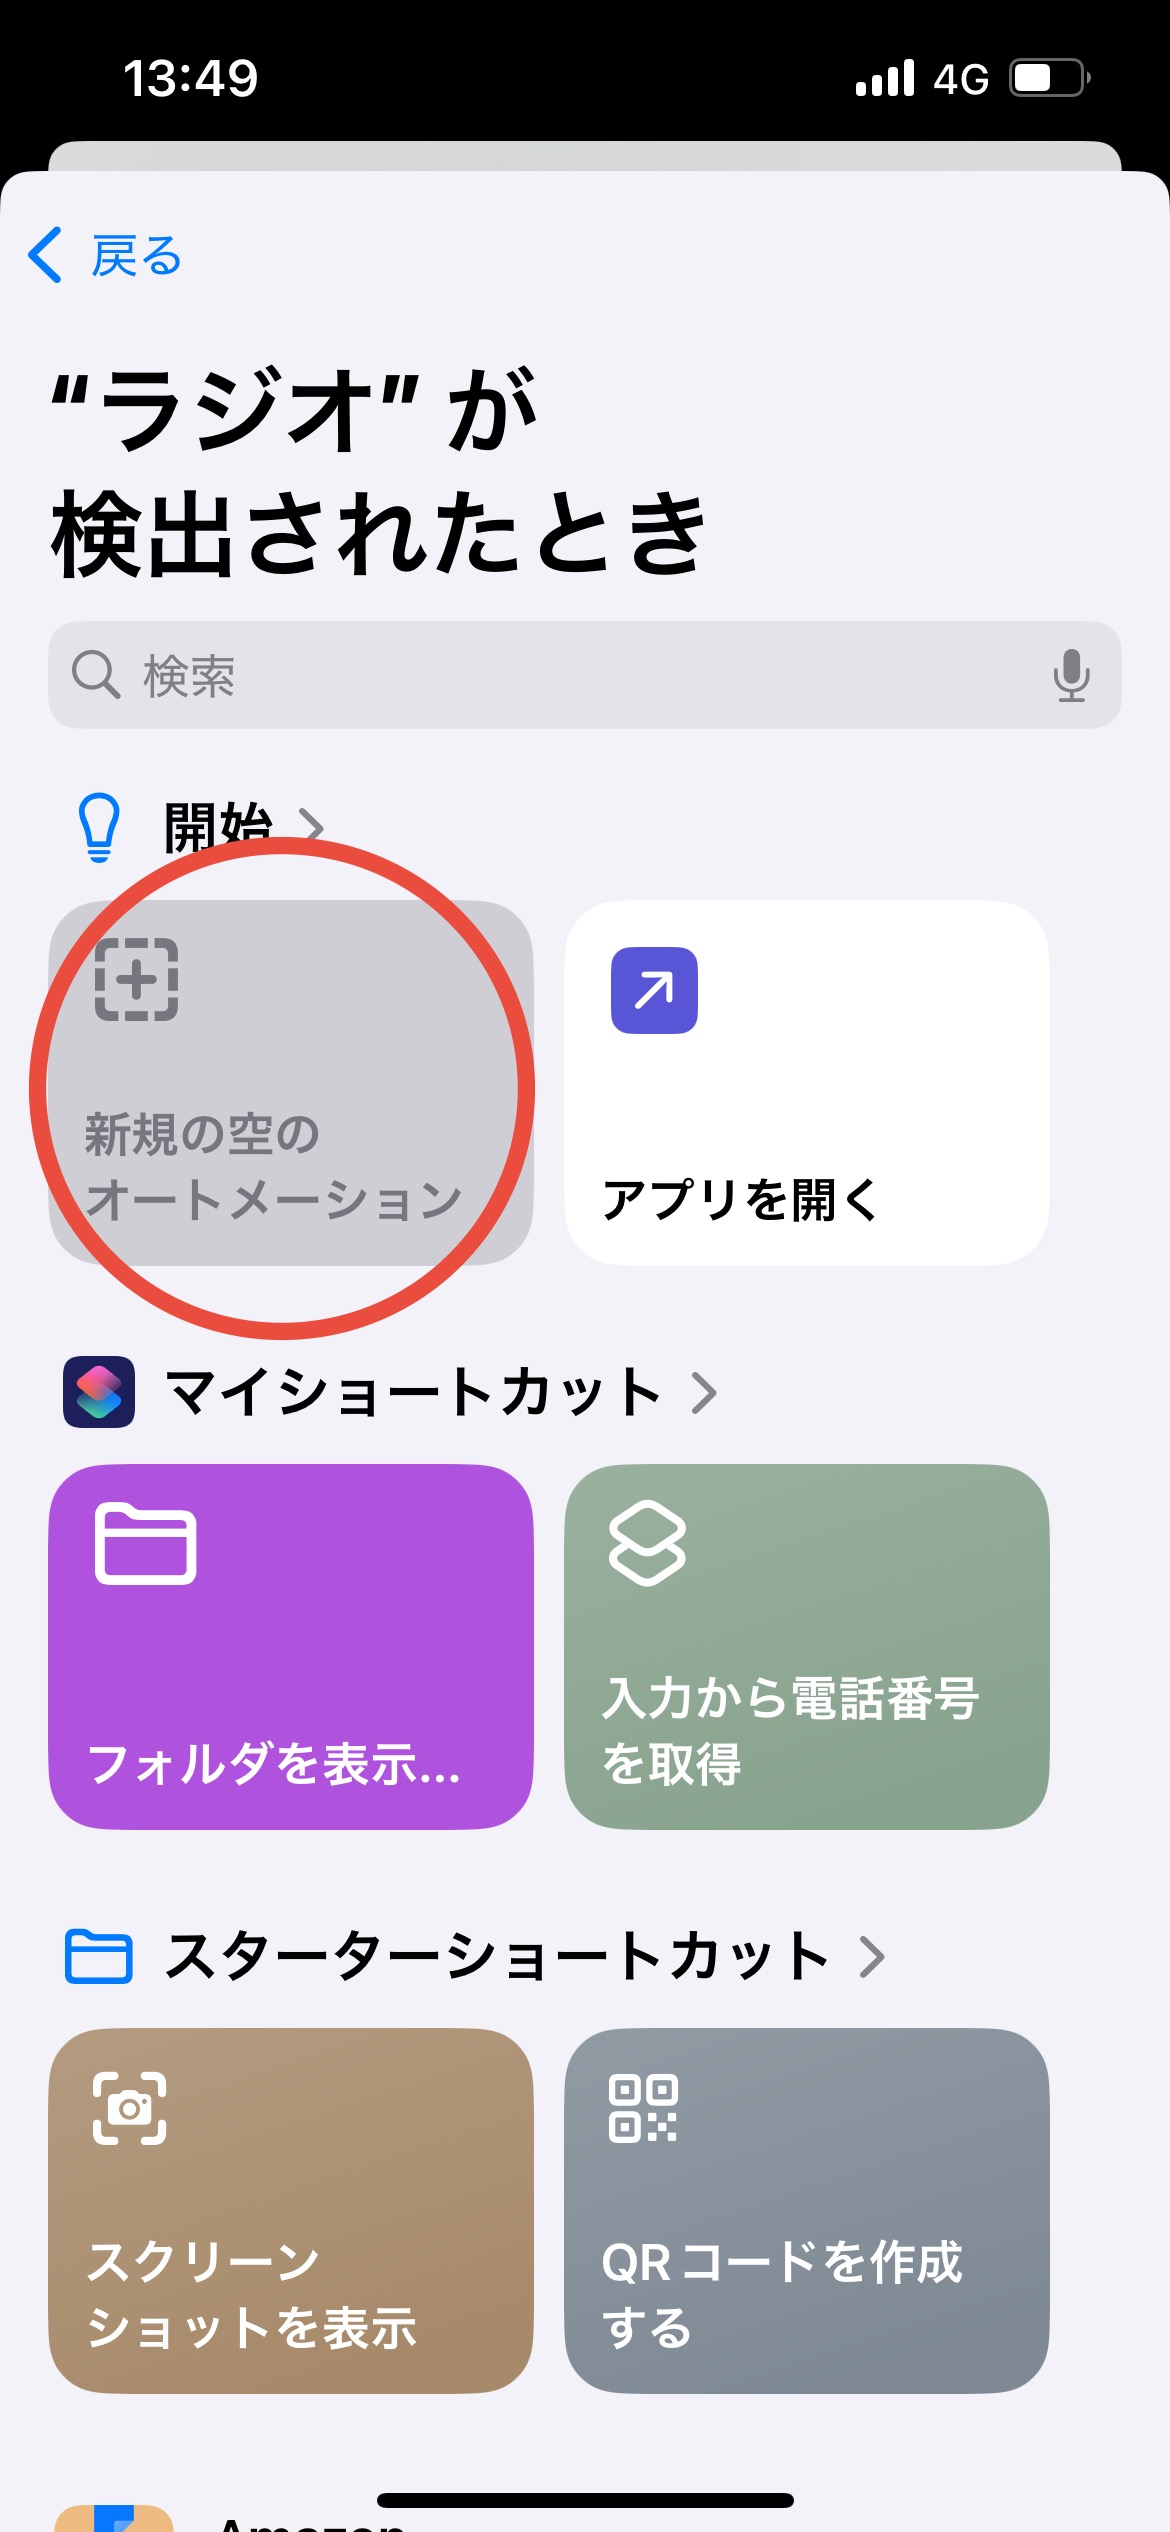 13:49
4G
戻る
“ラジオ” が
検出されたとき
検索
開始
新規の空の
オートメーション
アプリを開く
マイショートカット
フォルダを表示...
入力から電話番号
を取得
スターターショートカット
スクリーン
ショットを表示
QRコードを作成
する
Amazon